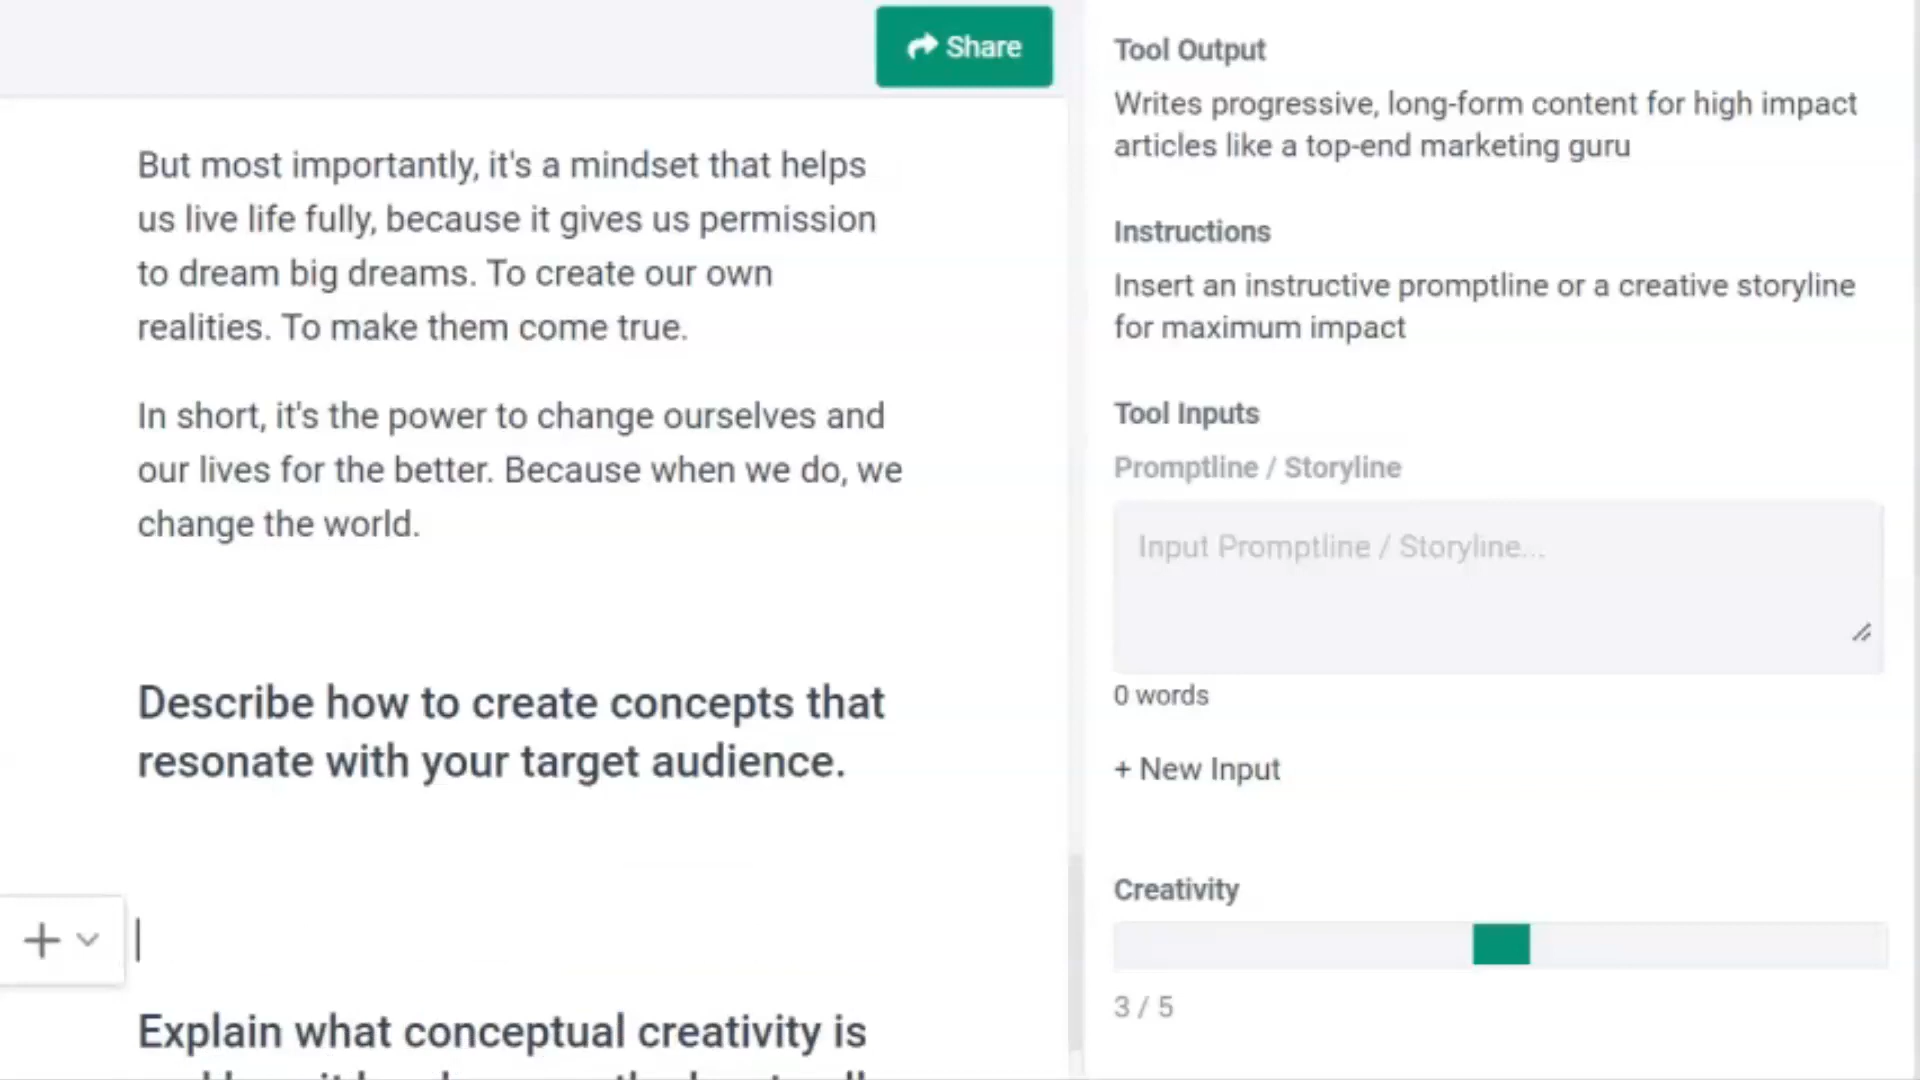 Share
But most importantly, it's a mindset that helps
us live life fully, because it gives us permission
to dream big dreams. To create our own
realities. To make them come true.
In short, it's the power to change ourselves and
our lives for the better. Because when we do, we
change the world.
Describe how to create concepts that
resonate with your target audience.
Explain what conceptual creativity is
Tool Output
Writes progressive, long-form content for high impact
articles like a top-end marketing guru
Instructions
Insert an instructive promptline or a creative storyline
for maximum impact
Tool Inputs
Promptline / Storyline
Input Promptline / Storyline...
0 words
+ New Input
Creativity
3 / 5